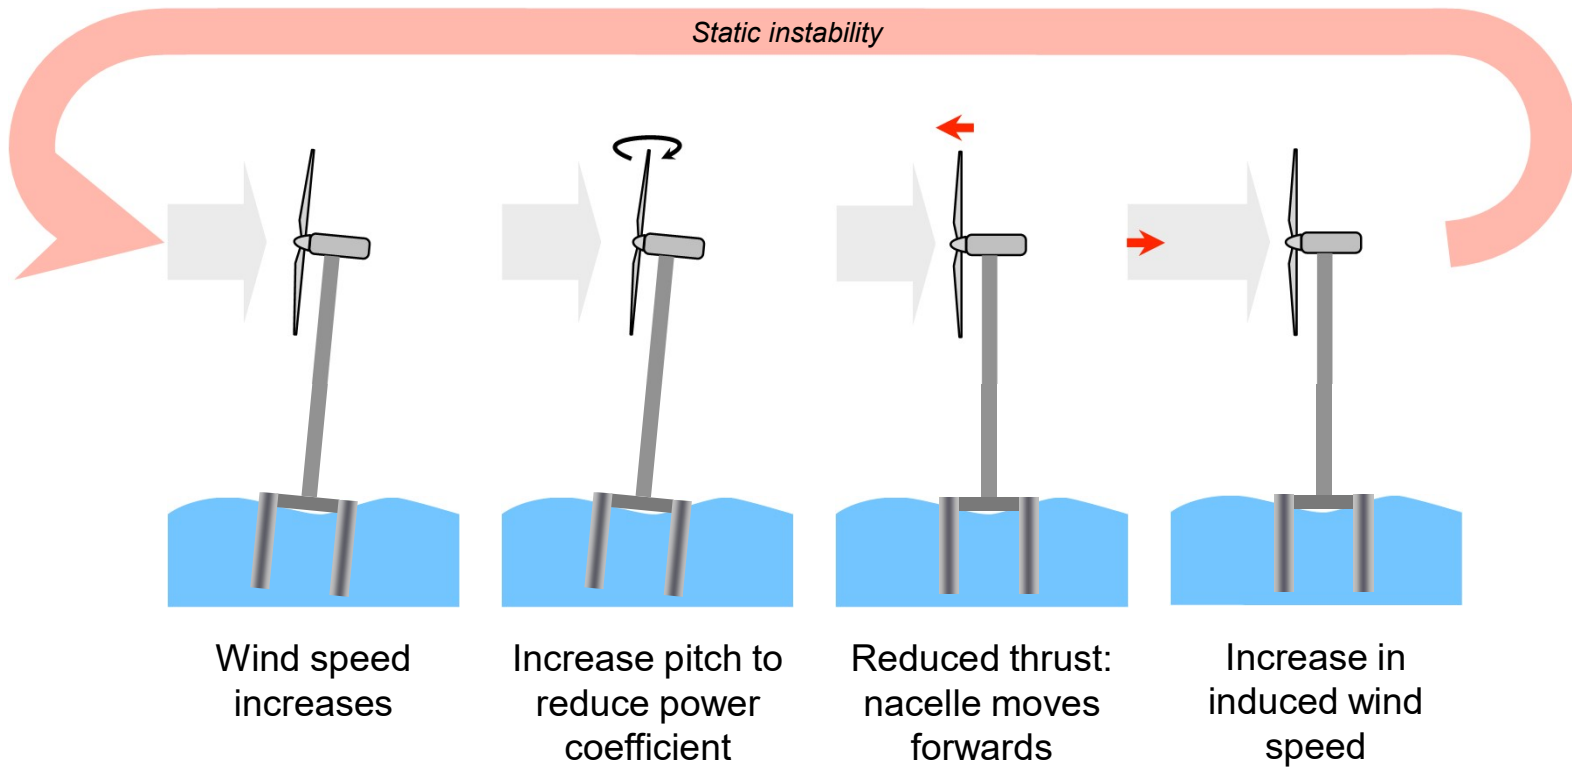 Static instability
Wind speed
increases
Increase pitch to
reduce power
coefficient
Reduced thrust:
nacelle moves
forwards
Increase in
induced wind
speed